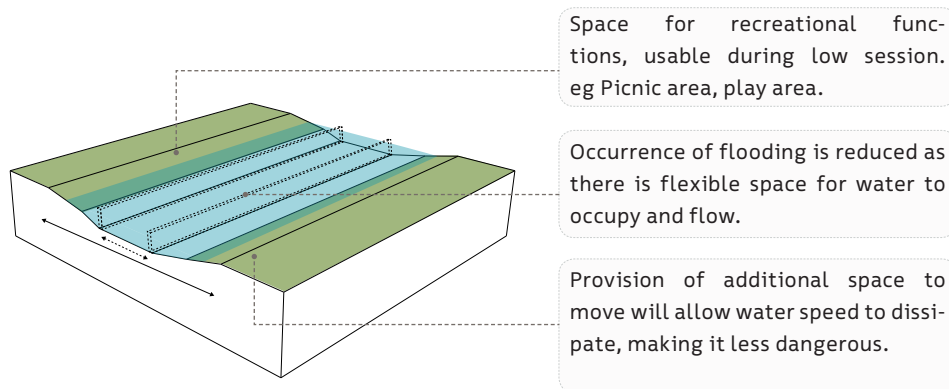 Space for recreational func-
tions, usable during low session.
eg Picnic area, play area.
Occurrence of flooding is reduced as
there is flexible space for water to
occupy and flow.
Provision of additional space to
move will allow water speed to dissi-
pate, making it less dangerous.